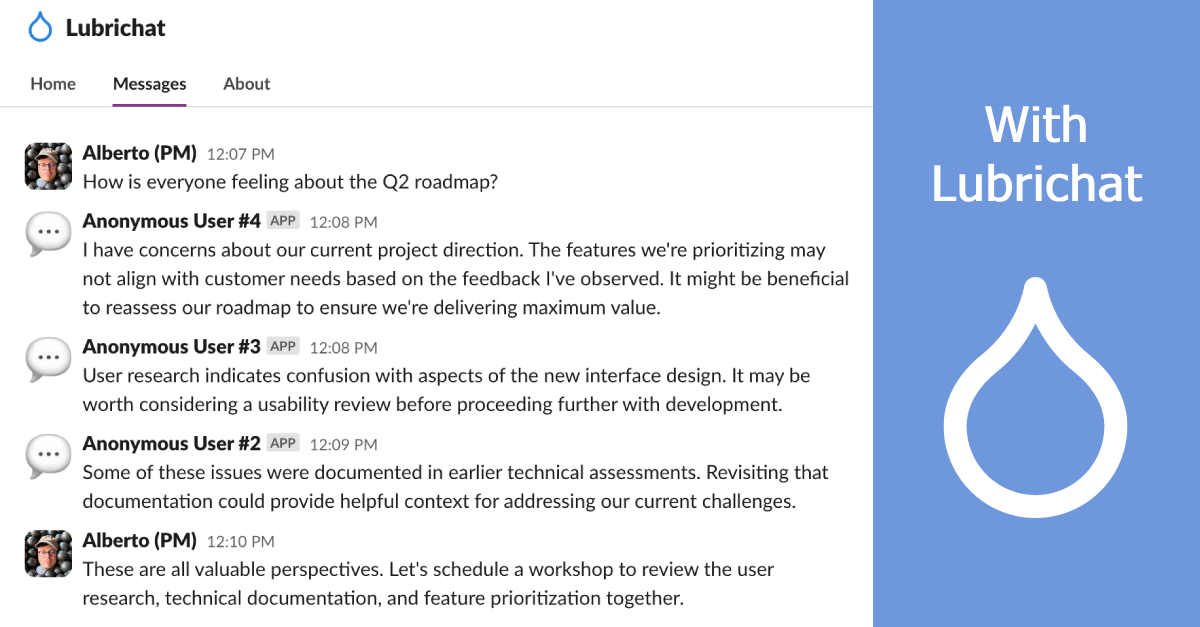 Lubrichat
Home Messages About
Alberto (PM) 12:07 PM
How is everyone feeling about the Q2 roadmap?
Anonymous User #4 APP 12:08 PM
I have concerns about our current project direction. The features we're prioritizing may
not align with customer needs based on the feedback I've observed. It might be beneficial
to reassess our roadmap to ensure we're delivering maximum value.
Anonymous User #3 APP 12:08 PM
User research indicates confusion with aspects of the new interface design. It may be
worth considering a usability review before proceeding further with development.
Anonymous User #2 APP 12:09 PM
Some of these issues were documented in earlier technical assessments. Revisiting that
documentation could provide helpful context for addressing our current challenges.
Alberto (PM) 12:10 PM
These are all valuable perspectives. Let's schedule a workshop to review the user
research, technical documentation, and feature prioritization together.
With
Lubrichat